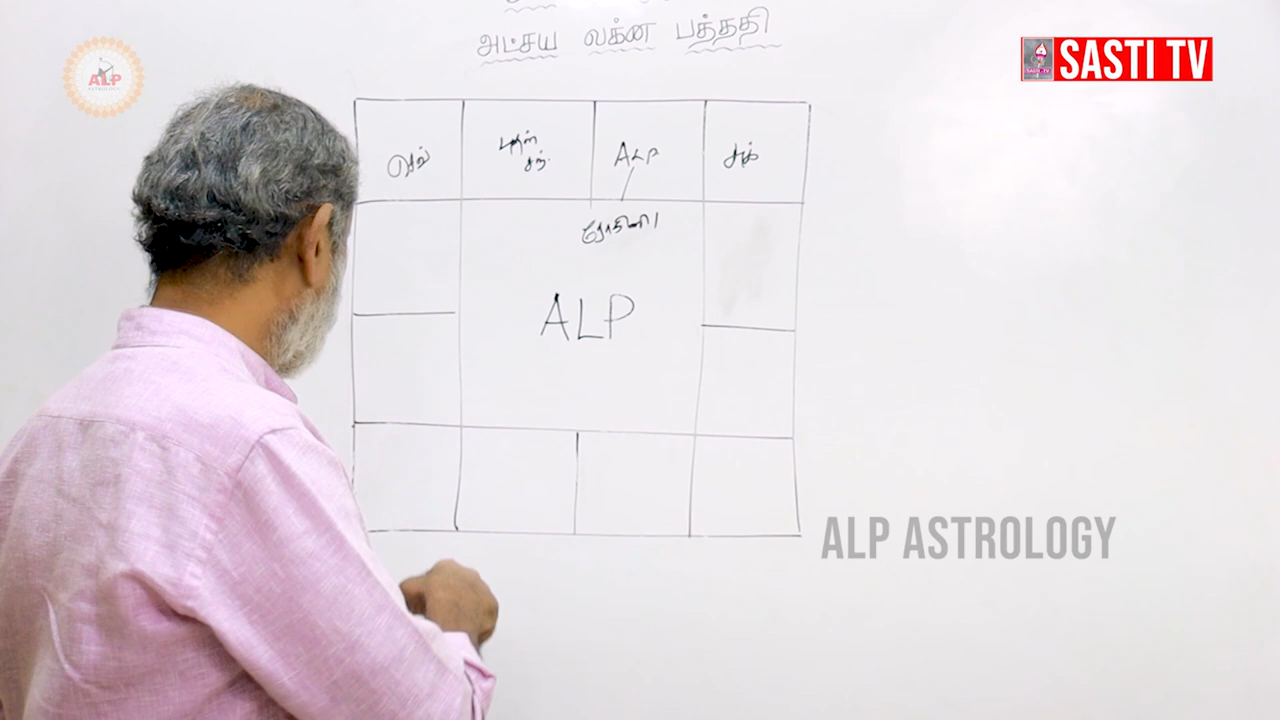 அட்சய லக்ன பத்ததி
SASTI TV
ALP
ASTROLOGY
செவ் புதன் ALP சுக்
சந்
ரோகிணி
ALP
ALP ASTROLOGY